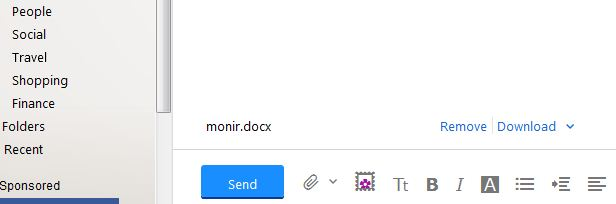 People
Social
Travel
Shopping
Finance
Folders
Recent
Sponsored
monir.docx
Remove
Download
Send
Tt
B
I
A